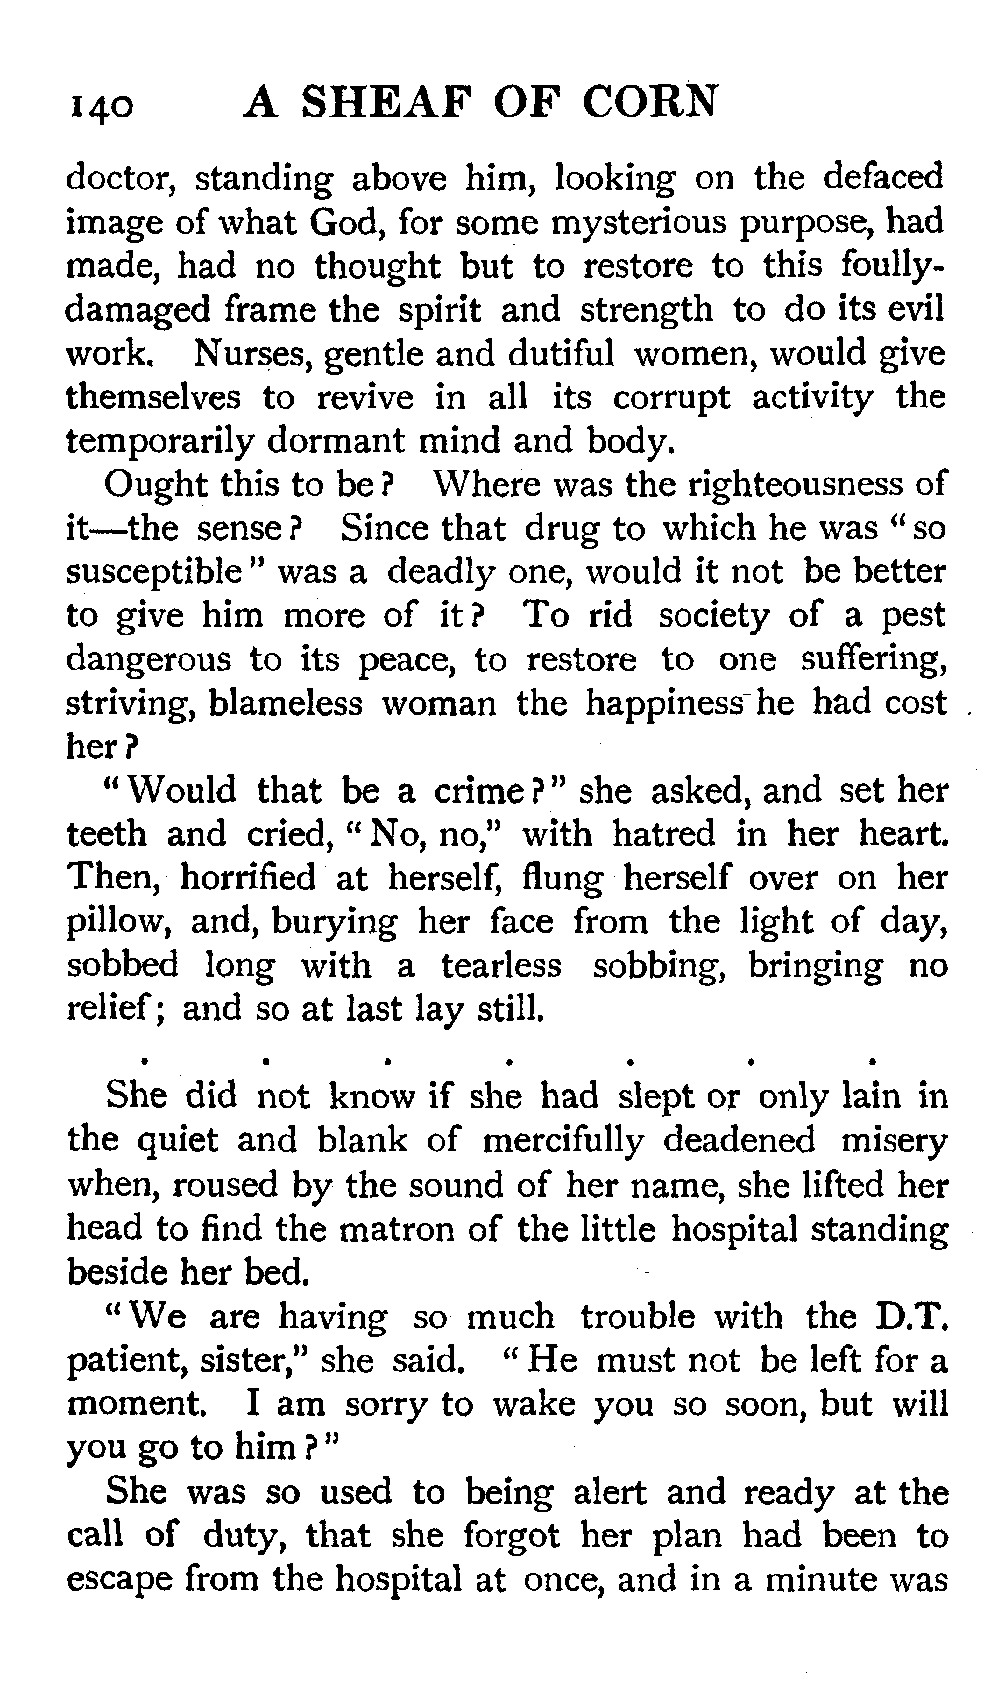 140 A SHEAF OF CORN
doctor, standing above him, looking on the defaced
image of what God, for some mysterious purpose, had
made, had no thought but to restore to this foully-
damaged frame the spirit and strength to do its evil
work. Nurses, gentle and dutiful women, would give
themselves to revive in all its corrupt activity the
temporarily dormant mind and body.
Ought this to be? Where was the righteousness of
it—the sense? Since that drug to which he was "so
susceptible" was a deadly one, would it not be better
to give him more of it? To rid society of a pest
dangerous to its peace, to restore to one suffering,
striving, blameless woman the happiness he had cost
her?
"Would that be a crime?" she asked, and set her
teeth and cried, "No, no," with hatred in her heart.
Then, horrified at herself, flung herself over on her
pillow, and, burying her face from the light of day,
sobbed long with a tearless sobbing, bringing no
relief; and so at last lay still.
. . . . . . .
She did not know if she had slept or only lain in
the quiet and blank of mercifully deadened misery
when, roused by the sound of her name, she lifted her
head to find the matron of the little hospital standing
beside her bed.
"We are having so much trouble with the D.T.
patient, sister," she said. "He must not be left for a
moment. I am sorry to wake you so soon, but will
you go to him?"
She was so used to being alert and ready at the
call of duty, that she forgot her plan had been to
escape from the hospital at once, and in a minute was